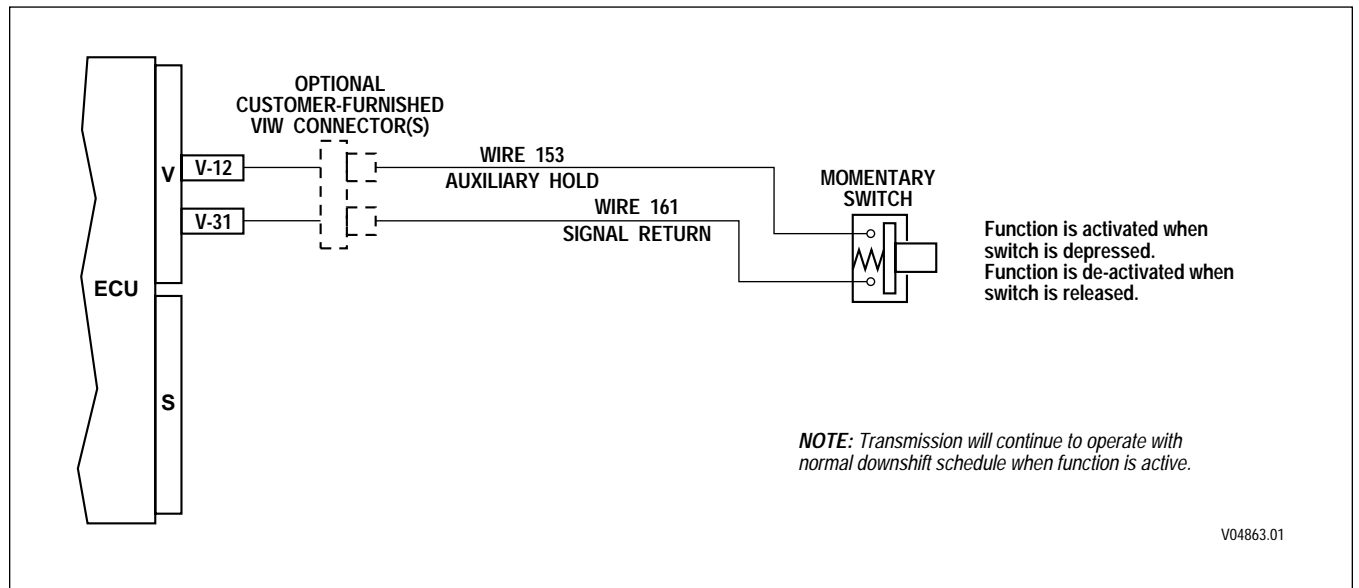 OPTIONAL
CUSTOMER-FURNISHED
VIW CONNECTOR(S)
V
V-12
WIRE 153
AUXILIARY HOLD
MOMENTARY
SWITCH
V-31
WIRE 161
SIGNAL RETURN
Function is activated when
switch is depressed.
Function is de-activated when
switch is released.
ECU
S
NOTE: Transmission will continue to operate with
normal downshift schedule when function is active.
V04863.01